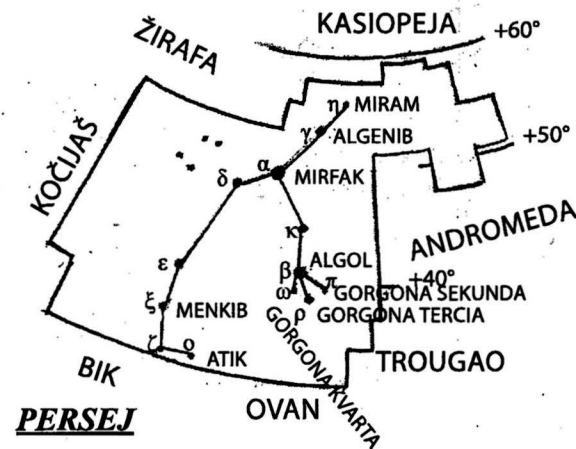 KASIOPEJA
+60°
ŽIRAFA
η MIRAM
γ ALGENIB
+50°
KOČIJAŠ
α MIRFAK
δ
ANDROMEDA
κ
ε
β ALGOL
+40°
ω π GORGONA SEKUNDA
ξ MENKIB
ρ GORGONA TERCIA
GORGONA KVARTA
ζ ο ATIK
TROUGAO
BIK
OVAN
PERSEJ